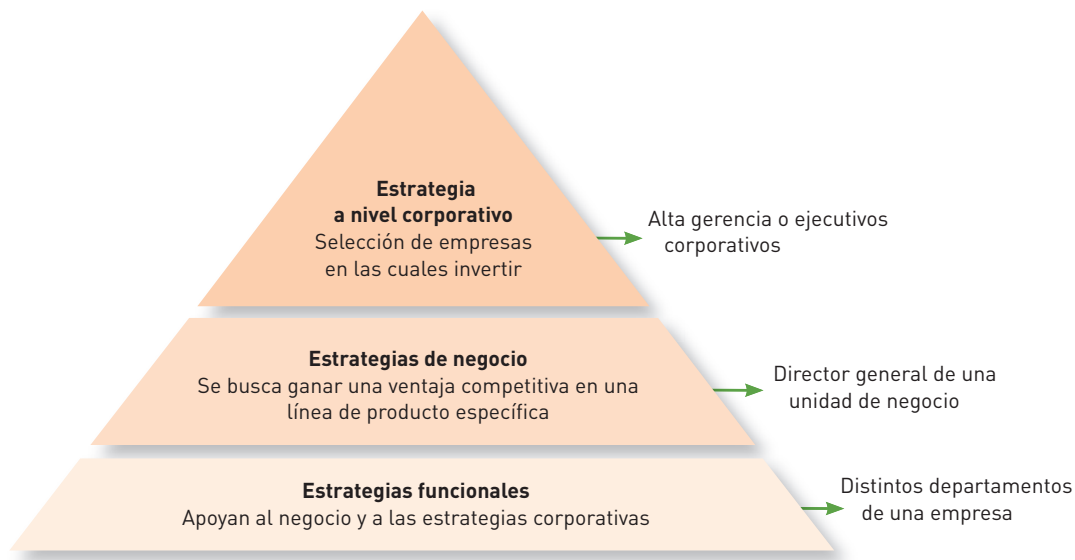 Estrategia
a nivel corporativo
Selección de empresas
en las cuales invertir
Alta gerencia o ejecutivos
corporativos
Estrategias de negocio
Se busca ganar una ventaja competitiva en una
línea de producto específica
Director general de una
unidad de negocio
Estrategias funcionales
Apoyan al negocio y a las estrategias corporativas
Distintos departamentos
de una empresa